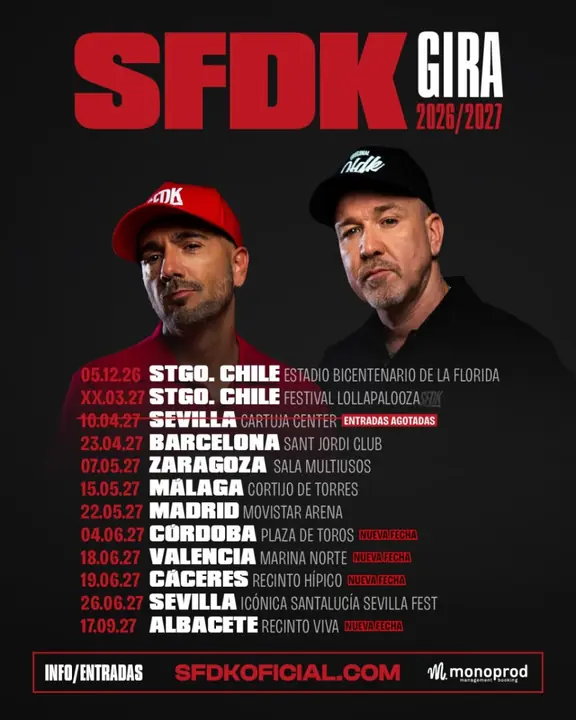 SFDK
GIRA
2026/2027
SFDK
05.12.26 STGO. CHILE ESTADIO BICENTENARIO DE LA FLORIDA
XX.03.27 STGO. CHILE FESTIVAL LOLLAPALOOZA
10.04.27 SEVILLA CARTUJA CENTER ENTRADAS AGOTADAS
23.04.27 BARCELONA SANT JORDI CLUB
07.05.27 ZARAGOZA SALA MULTIUSOS
15.05.27 MÁLAGA CORTIJO DE TORRES
22.05.27 MADRID MOVISTAR ARENA
04.06.27 CÓRDOBA PLAZA DE TOROS NUEVA FECHA
18.06.27 VALENCIA MARINA NORTE NUEVA FECHA
19.06.27 CÁCERES RECINTO HÍPICO NUEVA FECHA
26.06.27 SEVILLA ICÓNICA SANTALUCÍA SEVILLA FEST
17.09.27 ALBACETE RECINTO VIVA NUEVA FECHA
INFO/ENTRADAS SFDKOFICIAL.COM monoprod
management booking